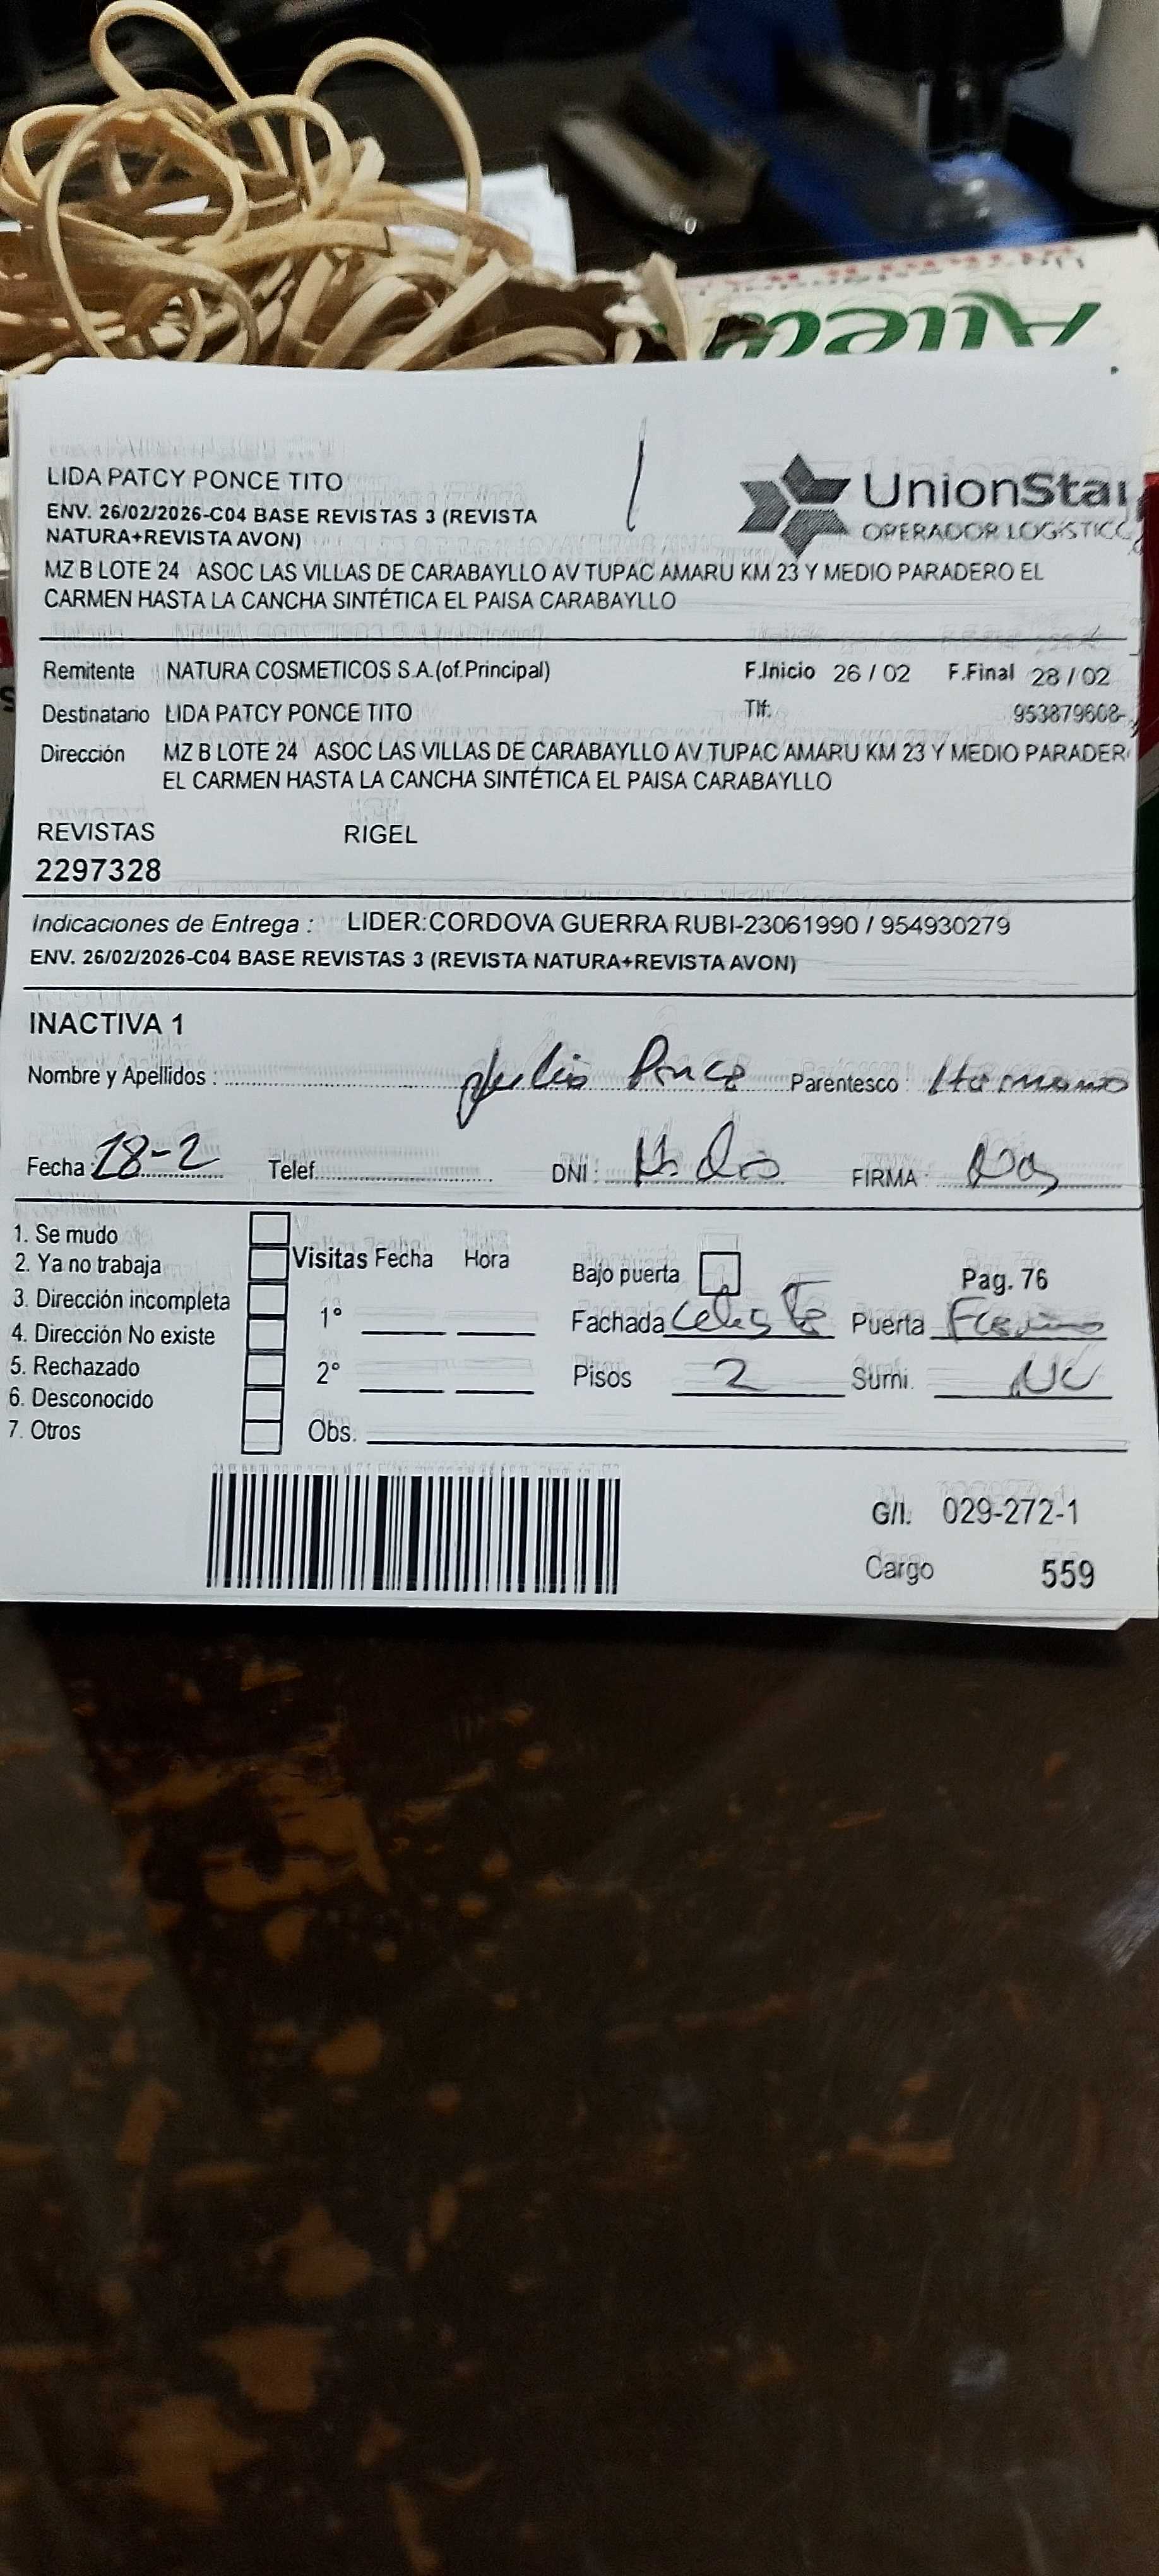 LIDA PATCY PONCE TITO
ENV. 26/02/2026-C04 BASE REVISTAS 3 (REVISTA
NATURA+REVISTA AVON)
MZ B LOTE 24 ASOC LAS VILLAS DE CARABAYLLO AV TUPAC AMARU KM 23 Y MEDIO PARADERO EL
CARMEN HASTA LA CANCHA SINTÉTICA EL PAISA CARABAYLLO
UnionStar
OPERADOR LOGÍSTICO
Remitente NATURA COSMETICOS S.A.(of.Principal) F.Inicio 26 / 02 F.Final 28 / 02
Destinatario LIDA PATCY PONCE TITO Tlf: 953879608-
Dirección MZ B LOTE 24 ASOC LAS VILLAS DE CARABAYLLO AV TUPAC AMARU KM 23 Y MEDIO PARADER
EL CARMEN HASTA LA CANCHA SINTÉTICA EL PAISA CARABAYLLO
REVISTAS RIGEL
2297328
Indicaciones de Entrega : LIDER:CORDOVA GUERRA RUBI-23061990 / 954930279
ENV. 26/02/2026-C04 BASE REVISTAS 3 (REVISTA NATURA+REVISTA AVON)
INACTIVA 1
Nombre y Apellidos : Julio Ponce Parentesco : Hermano
Fecha : 28-2 Telef. DNI : FIRMA :
1. Se mudo
2. Ya no trabaja
3. Dirección incompleta
4. Dirección No existe
5. Rechazado
6. Desconocido
7. Otros
Visitas Fecha Hora
1°
2°
Obs.
Bajo puerta Pag. 76
Fachada Celeste Puerta
Pisos 2 Sumi.
G/I. 029-272-1
Cargo 559